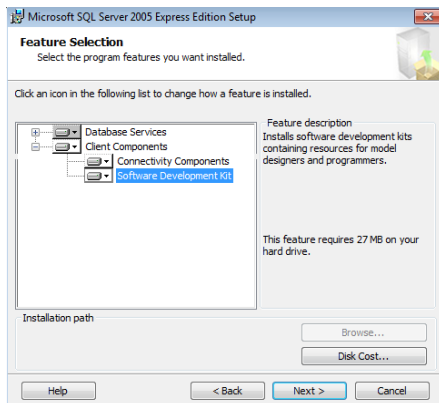 Microsoft SQL Server 2005 Express Edition Setup
Feature Selection
Select the program features you want installed.
Click an icon in the following list to change how a feature is installed.
Database Services
Client Components
Connectivity Components
Software Development Kit
Feature description
Installs software development kits
containing resources for model
designers and programmers.
This feature requires 27 MB on your
hard drive.
Installation path
Browse...
Disk Cost...
Help
< Back
Next >
Cancel